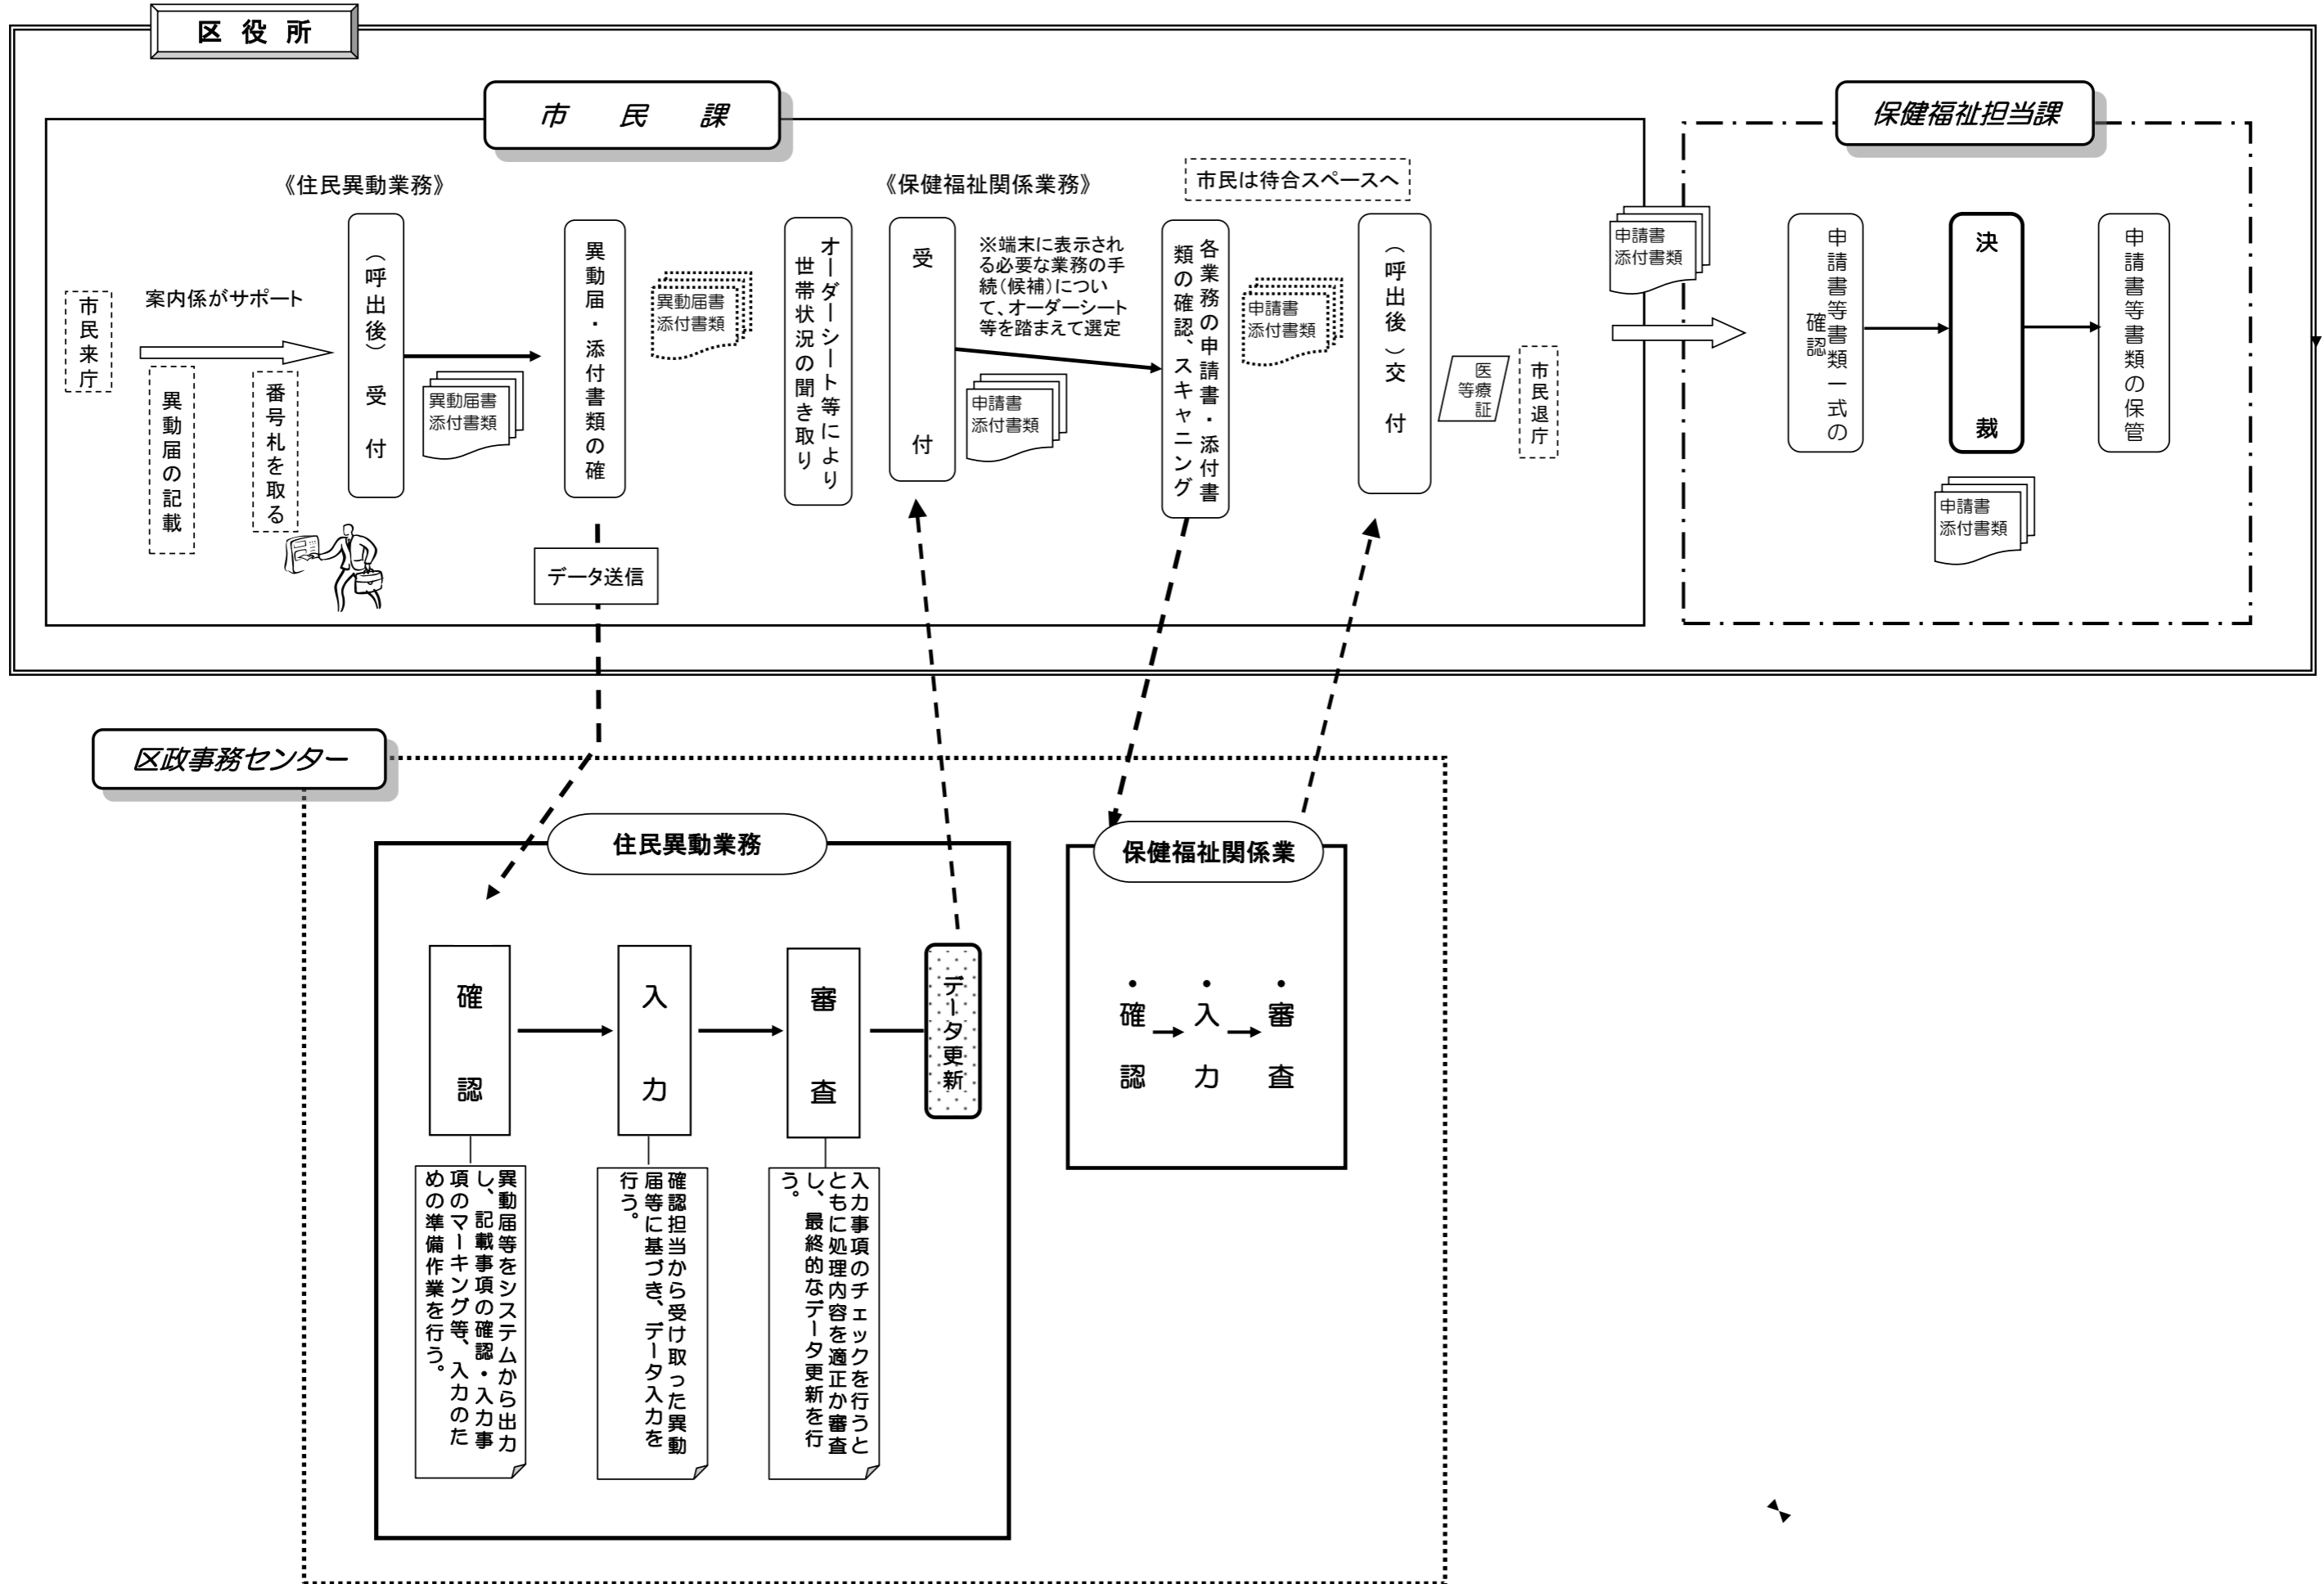 区 役 所
市 民 課
保健福祉担当課
《住民異動業務》
《保健福祉関係業務》
市民は待合スペースへ
市民来庁
案内係がサポート
異動届の記載
番号札を取る
（呼出後）受 付
異動届書
添付書類
異動届・添付書類の確
異動届書
添付書類
データ送信
オーダーシート等により
世帯状況の聞き取り
受 付
※端末に表示され
る必要な業務の手
続（候補）につい
て、オーダーシート
等を踏まえて選定
申請書
添付書類
各業務の申請書・添付書
類の確認、スキャニング
申請書
添付書類
（呼出後）交 付
医療証
等
市民退庁
申請書
添付書類
申請書等書類一式の
確認
決 裁
申請書
添付書類
申請書等書類の保管
区政事務センター
住民異動業務
確 認
入 力
審 査
データ更新
異動届等をシステムから出力
し、記載事項の確認・入力事
項のマーキング等、入力のた
めの準備作業を行う。
確認担当から受け取った異動
届等に基づき、データ入力を
行う。
入力事項のチェックを行うと
ともに処理内容を適正か審査
し、最終的なデータ更新を行
う。
保健福祉関係業
・確 認
・入 力
・審 査